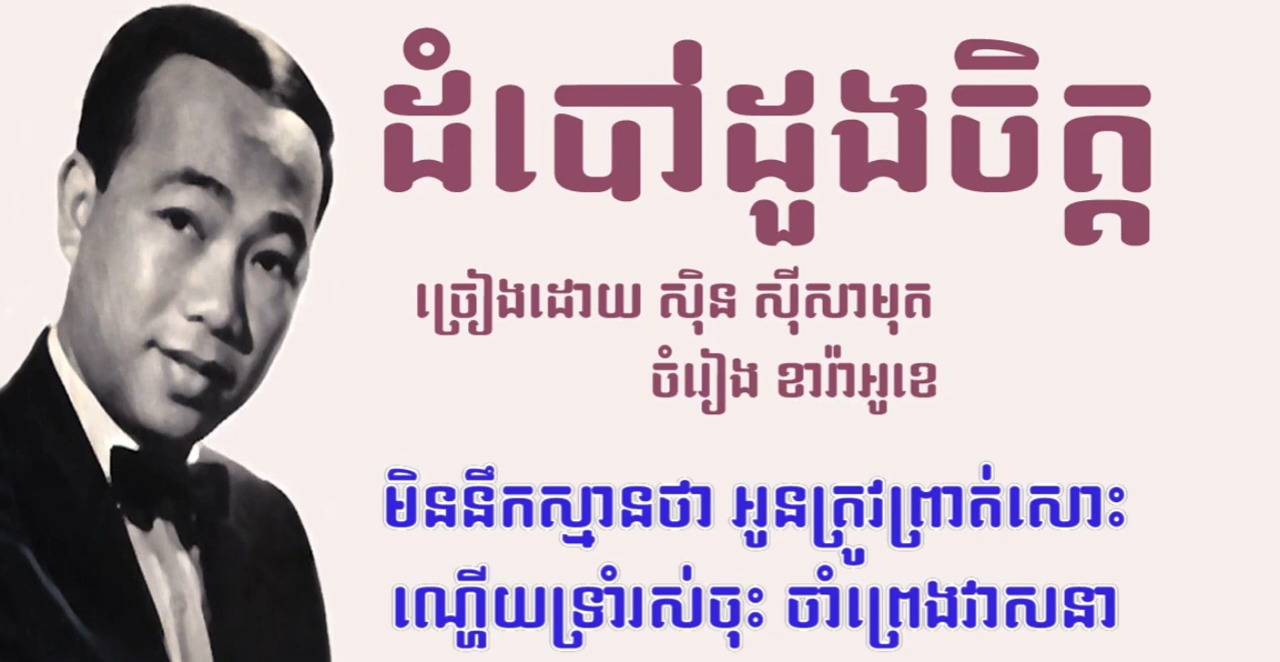 ដំបៅដួងចិត្ត
ច្រៀងដោយ ស៊ិន ស៊ីសាមុត
ចំរៀង ខារ៉ាអូខេ
មិននឹកស្មានថា អូនត្រូវព្រាត់សោះ
ណ្ហើយទ្រាំរស់ចុះ ចាំព្រេងវាសនា